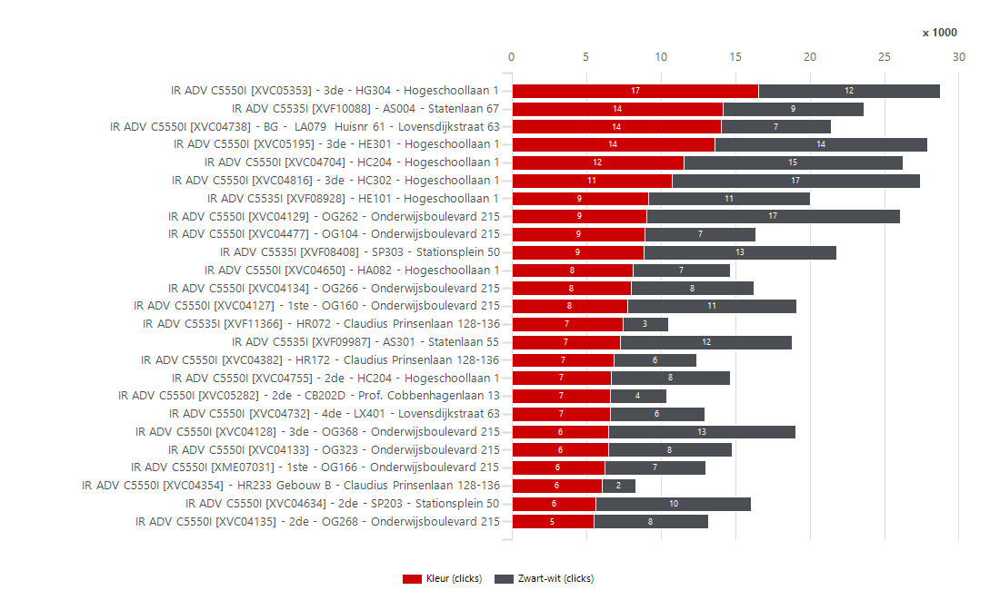 x 1000
0 5 10 15 20 25 30
IR ADV C5550I [XVC05353] - 3de - HG304 - Hogeschoollaan 1 17 12
IR ADV C5535I [XVF10088] - AS004 - Statenlaan 67 14 9
IR ADV C5550I [XVC04738] - BG - LA079 Huisnr 61 - Lovensdijkstraat 63 14 7
IR ADV C5550I [XVC05195] - 3de - HE301 - Hogeschoollaan 1 14 14
IR ADV C5550I [XVC04704] - HC204 - Hogeschoollaan 1 12 15
IR ADV C5550I [XVC04816] - 3de - HC302 - Hogeschoollaan 1 11 17
IR ADV C5535I [XVF08928] - HE101 - Hogeschoollaan 1 9 11
IR ADV C5550I [XVC04129] - OG262 - Onderwijsboulevard 215 9 17
IR ADV C5550I [XVC04477] - OG104 - Onderwijsboulevard 215 9 7
IR ADV C5535I [XVF08408] - SP303 - Stationsplein 50 9 13
IR ADV C5550I [XVC04650] - HA082 - Hogeschoollaan 1 8 7
IR ADV C5550I [XVC04134] - OG266 - Onderwijsboulevard 215 8 8
IR ADV C5550I [XVC04127] - 1ste - OG160 - Onderwijsboulevard 215 8 11
IR ADV C5535I [XVF11366] - HR072 - Claudius Prinsenlaan 128-136 7 3
IR ADV C5535I [XVF09987] - AS301 - Statenlaan 55 7 12
IR ADV C5550I [XVC04382] - HR172 - Claudius Prinsenlaan 128-136 7 6
IR ADV C5550I [XVC04755] - 2de - HC204 - Hogeschoollaan 1 7 8
IR ADV C5550I [XVC05282] - 2de - CB202D - Prof. Cobbenhagenlaan 13 7 4
IR ADV C5550I [XVC04732] - 4de - LX401 - Lovensdijkstraat 63 7 6
IR ADV C5550I [XVC04128] - 3de - OG368 - Onderwijsboulevard 215 6 13
IR ADV C5550I [XVC04133] - OG323 - Onderwijsboulevard 215 6 8
IR ADV C5550I [XME07031] - 1ste - OG166 - Onderwijsboulevard 215 6 7
IR ADV C5550I [XVC04354] - HR233 Gebouw B - Claudius Prinsenlaan 128-136 6 2
IR ADV C5550I [XVC04634] - 2de - SP203 - Stationsplein 50 6 10
IR ADV C5550I [XVC04135] - 2de - OG268 - Onderwijsboulevard 215 5 8
Kleur (clicks) Zwart-wit (clicks)